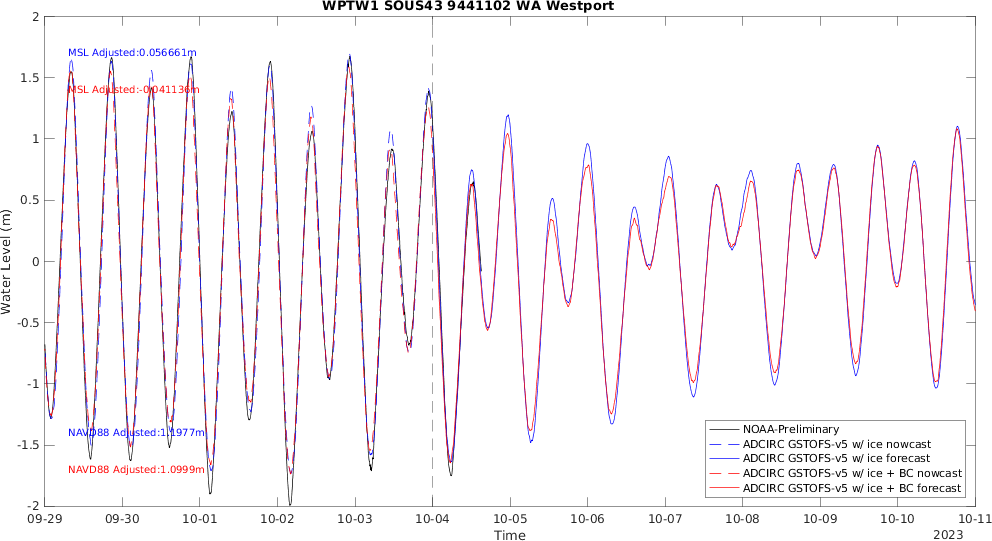 WPTW1 SOUS43 9441102 WA Westport
2
1.5
1
0.5
0
-0.5
-1
-1.5
-2
Water Level (m)
MSL Adjusted:0.056661m
MSL Adjusted:-0.041136m
NAVD88 Adjusted:1.1977m
NAVD88 Adjusted:1.0999m
NOAA-Preliminary
ADCIRC GSTOFS-v5 w/ ice nowcast
ADCIRC GSTOFS-v5 w/ ice forecast
ADCIRC GSTOFS-v5 w/ ice + BC nowcast
ADCIRC GSTOFS-v5 w/ ice + BC forecast
09-29 09-30 10-01 10-02 10-03 10-04 10-05 10-06 10-07 10-08 10-09 10-10 10-11
Time
2023